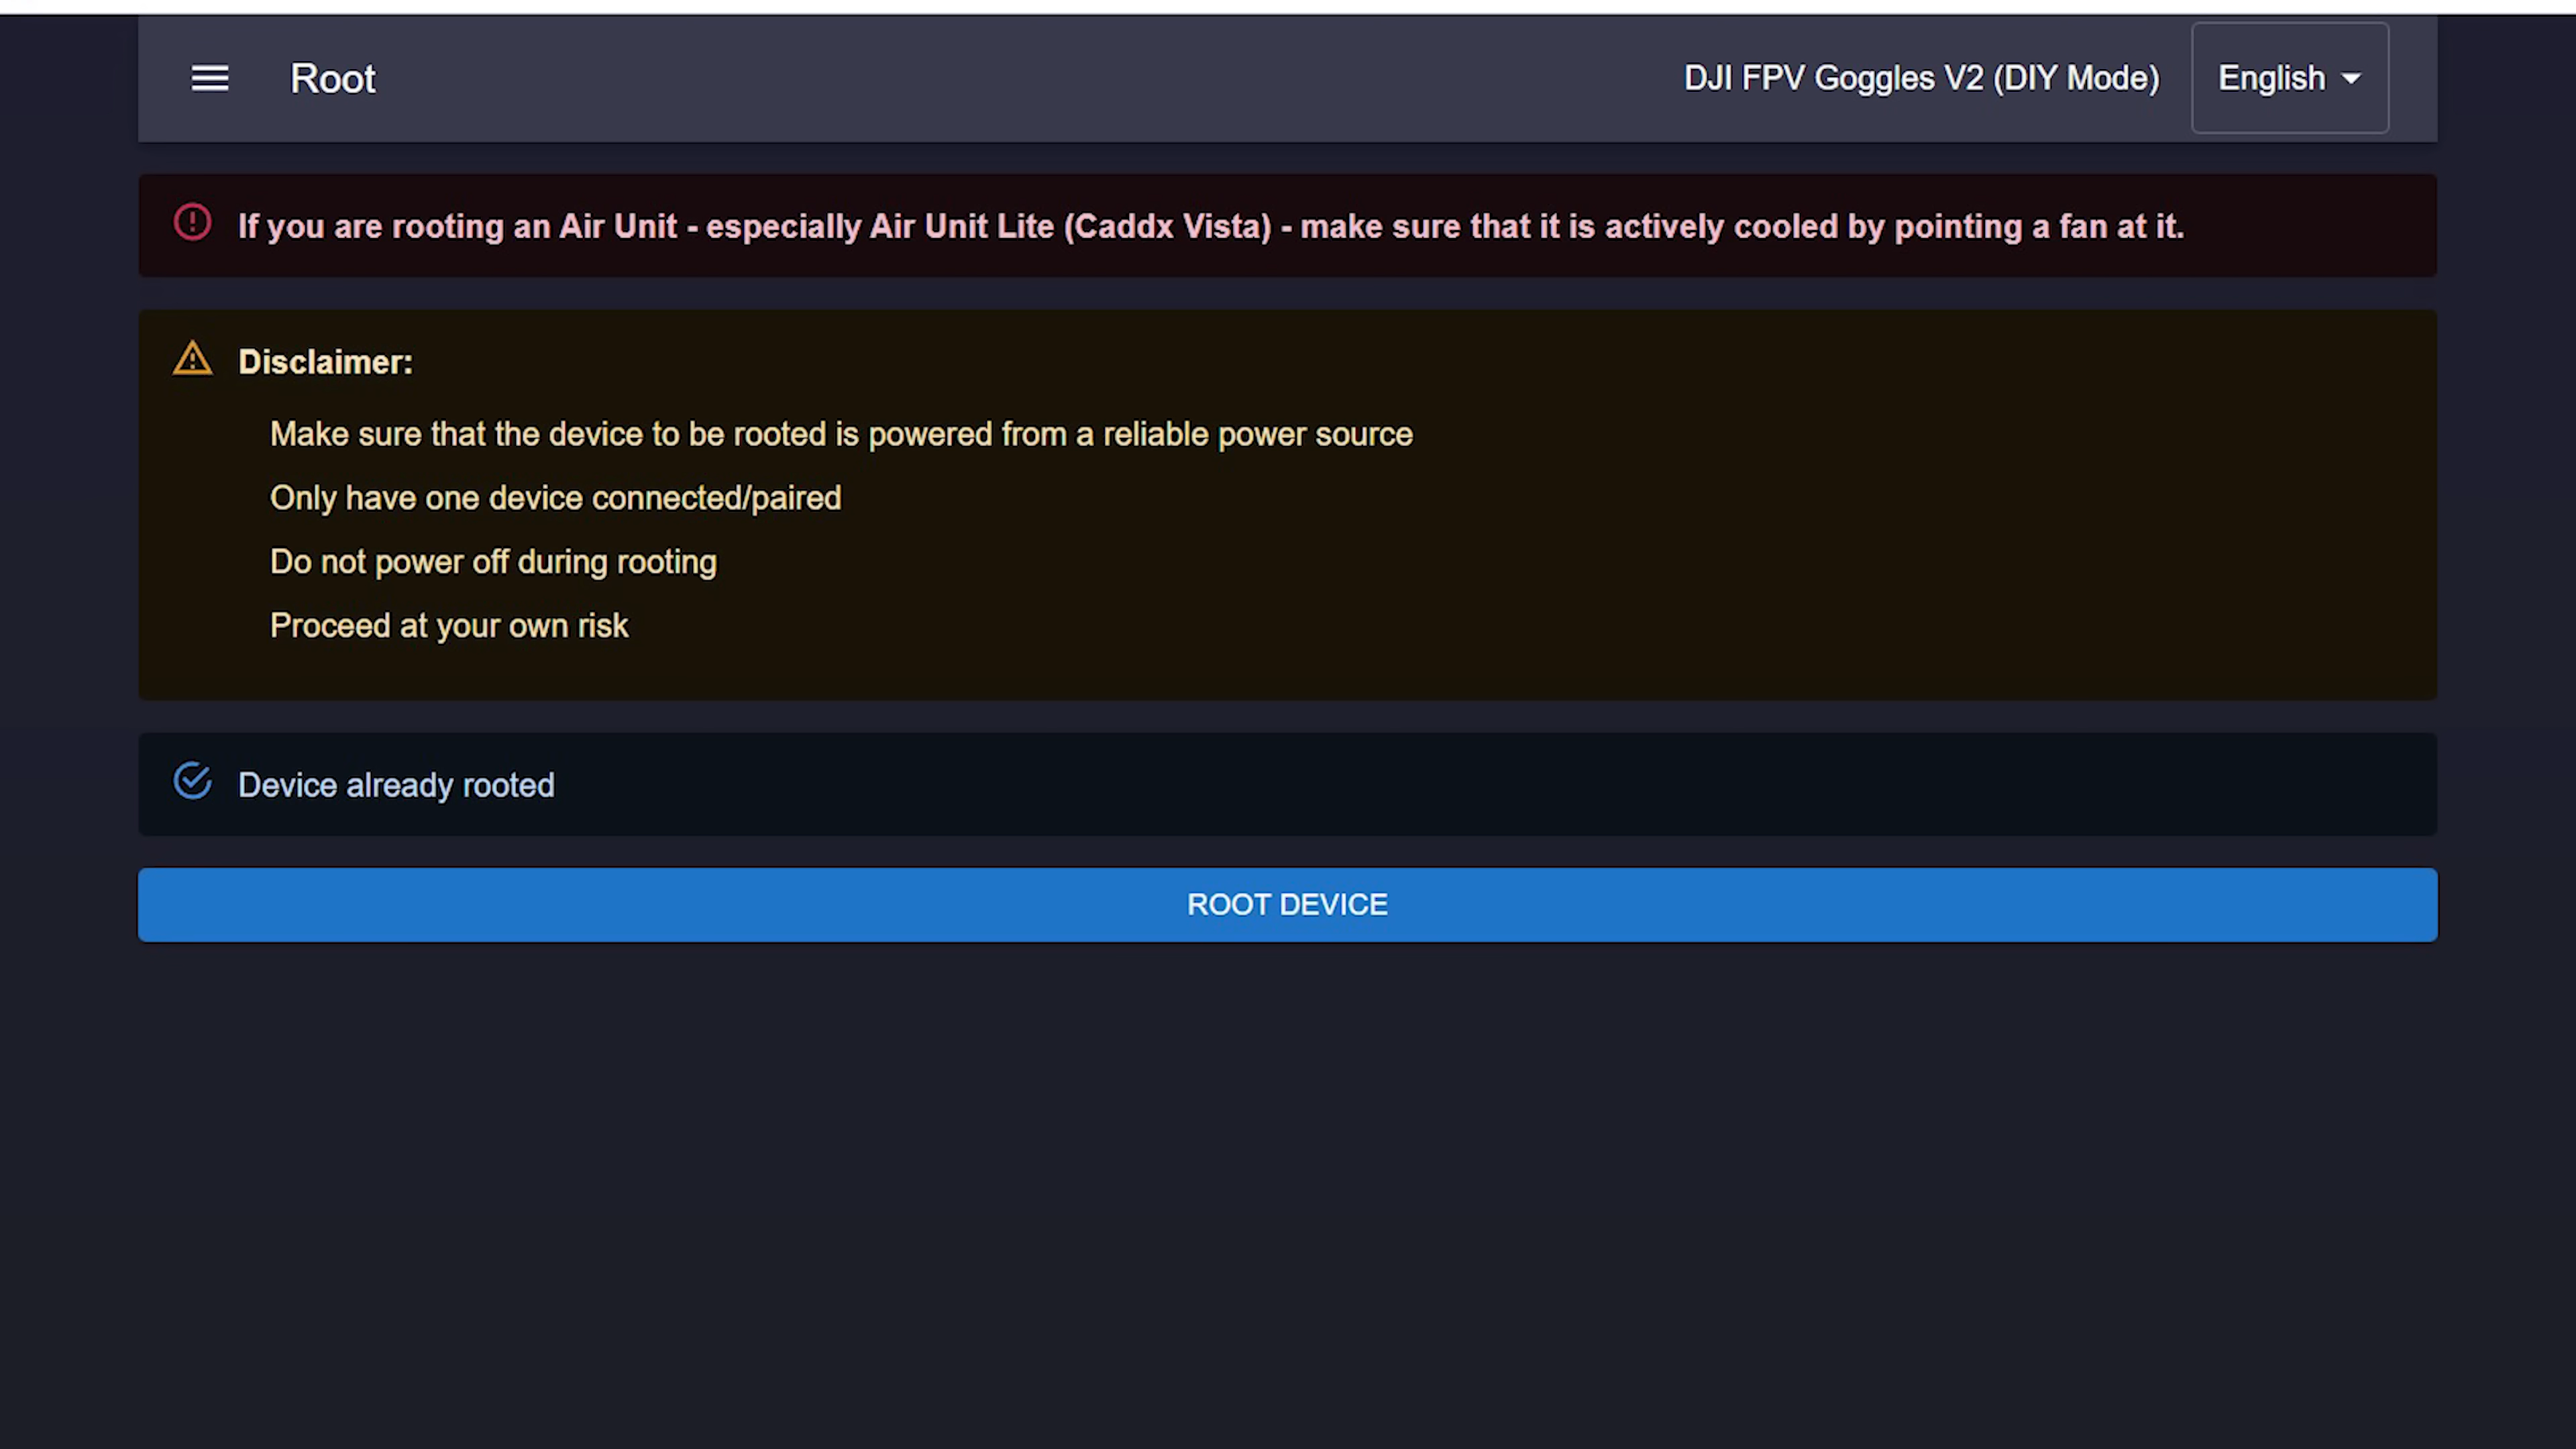 Root
DJI FPV Goggles V2 (DIY Mode)
English
If you are rooting an Air Unit - especially Air Unit Lite (Caddx Vista) - make sure that it is actively cooled by pointing a fan at it.
Disclaimer:
Make sure that the device to be rooted is powered from a reliable power source
Only have one device connected/paired
Do not power off during rooting
Proceed at your own risk
Device already rooted
ROOT DEVICE